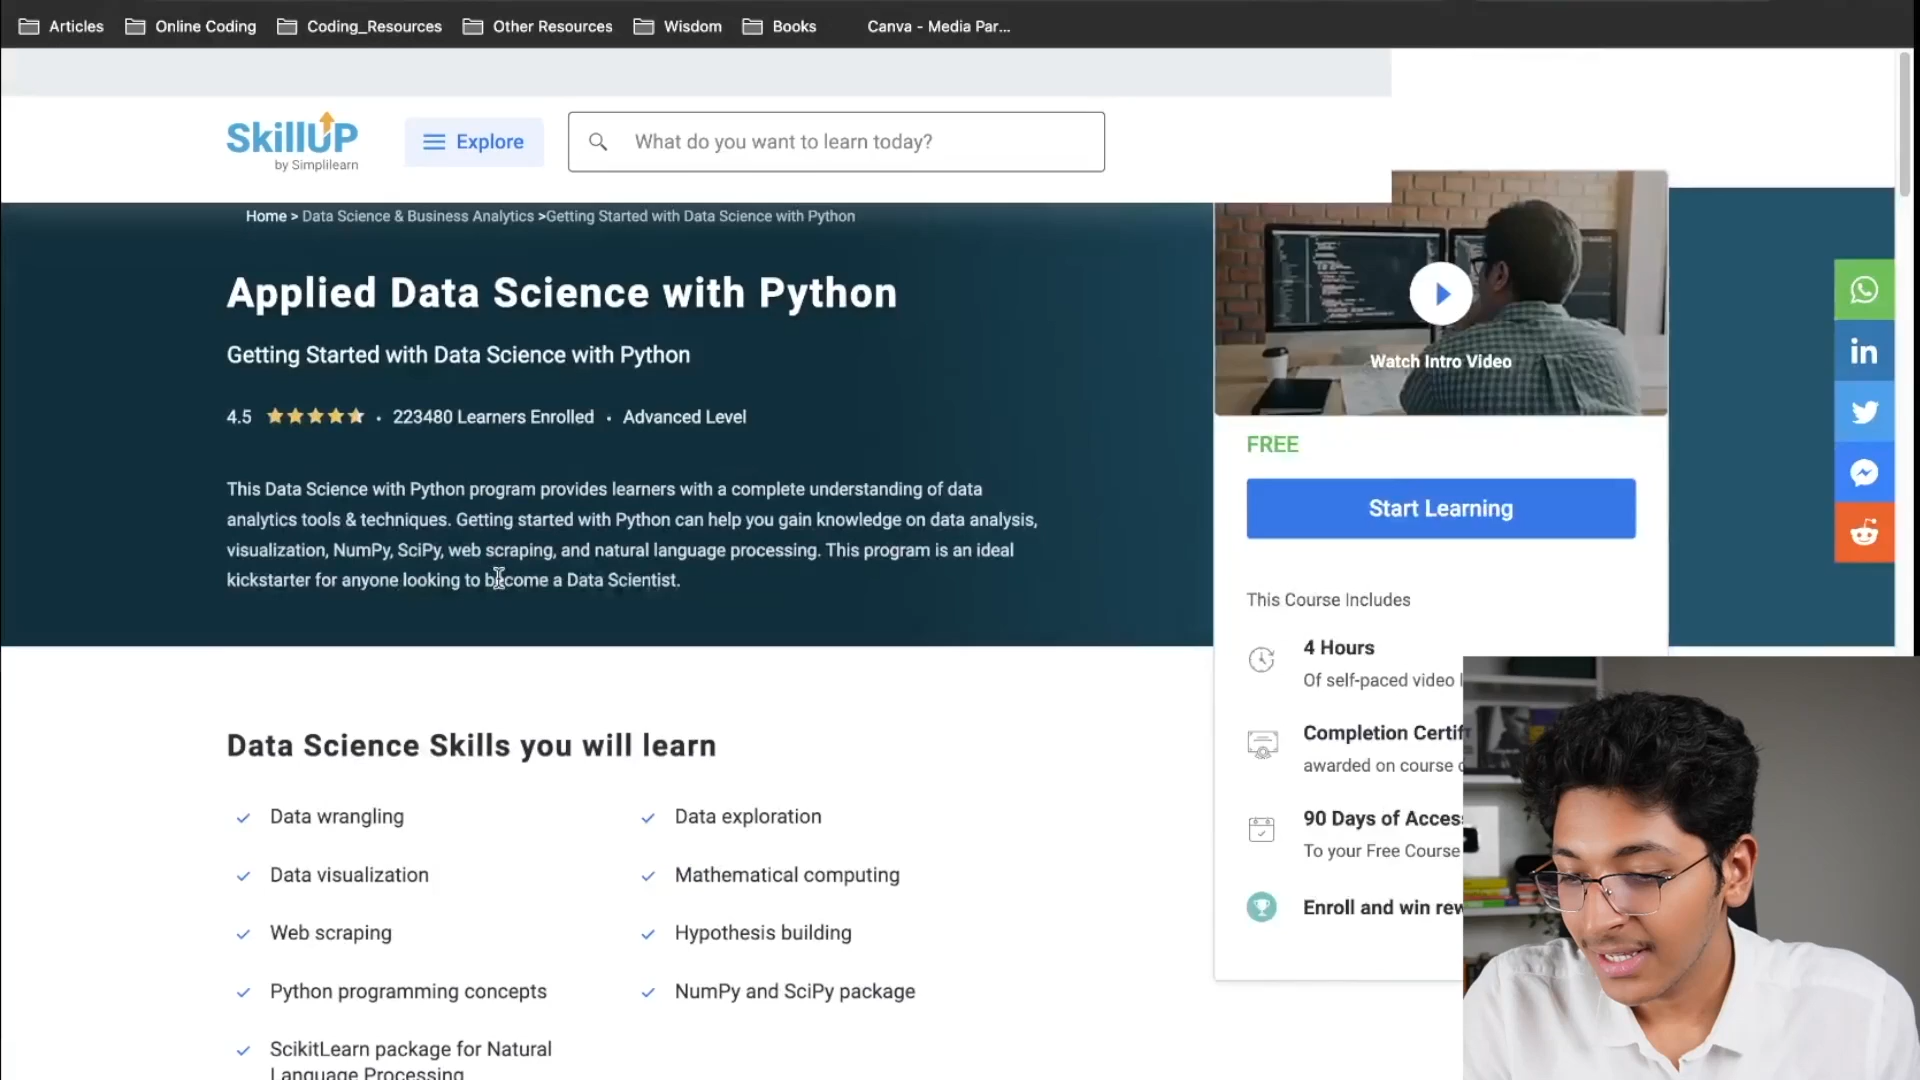 Articles Online Coding Coding_Resources Other Resources Wisdom Books Canva - Media Par...
SkillUP
by Simplilearn
Explore
What do you want to learn today?
Home > Data Science & Business Analytics >Getting Started with Data Science with Python
Applied Data Science with Python
Getting Started with Data Science with Python
4.5 · 223480 Learners Enrolled · Advanced Level
This Data Science with Python program provides learners with a complete understanding of data
analytics tools & techniques. Getting started with Python can help you gain knowledge on data analysis,
visualization, NumPy, SciPy, web scraping, and natural language processing. This program is an ideal
kickstarter for anyone looking to become a Data Scientist.
Watch Intro Video
FREE
Start Learning
This Course Includes
4 Hours
Of self-paced video
Completion
awarded on course
90 Days of
To your Free Course
Enroll and win
in
Data Science Skills you will learn
Data wrangling
Data exploration
Data visualization
Mathematical computing
Web scraping
Hypothesis building
Python programming concepts
NumPy and SciPy package
ScikitLearn package for Natural
Language Processing